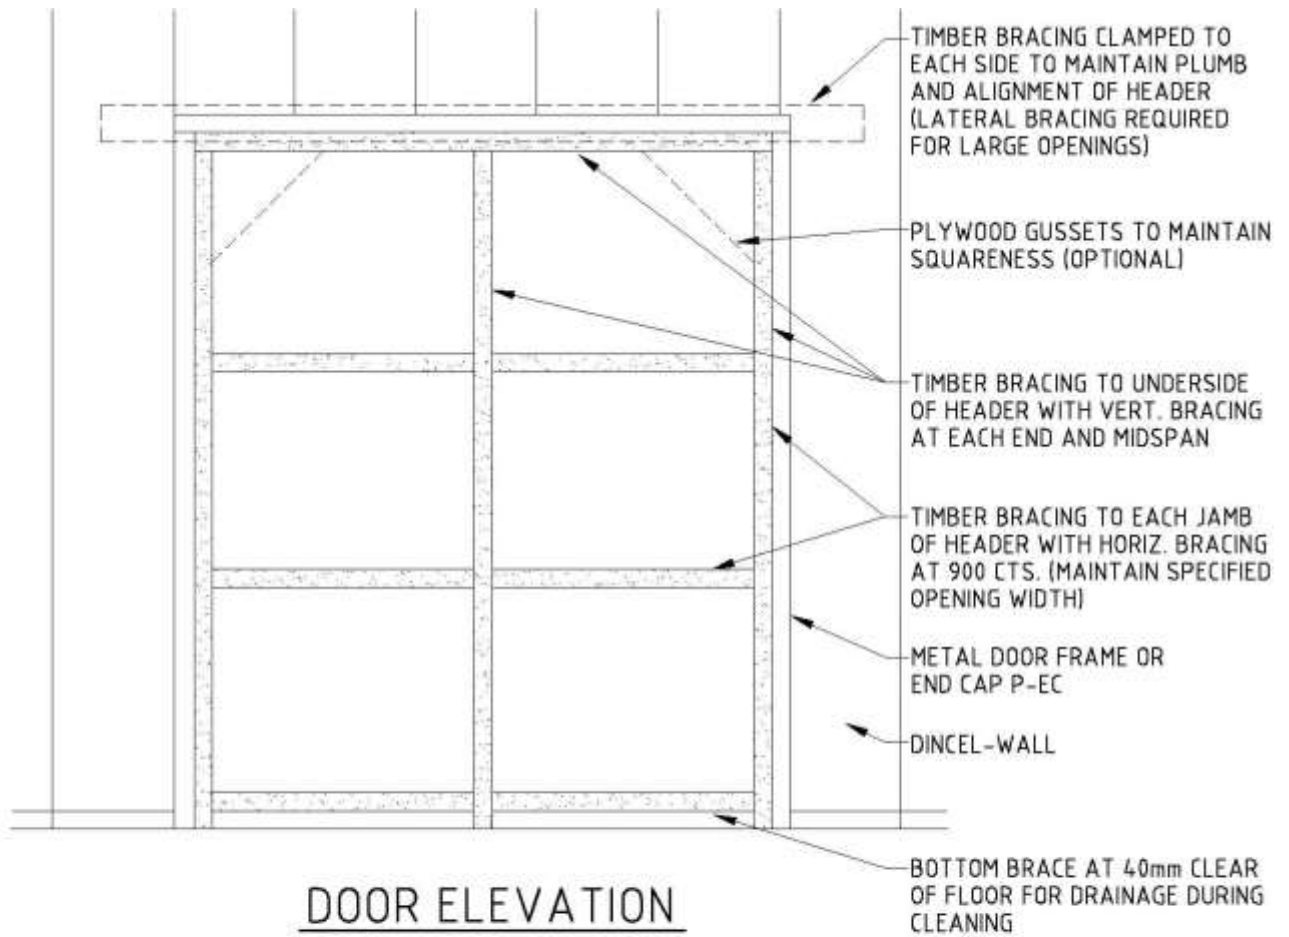 TIMBER BRACING CLAMPED TO
EACH SIDE TO MAINTAIN PLUMB
AND ALIGNMENT OF HEADER
(LATERAL BRACING REQUIRED
FOR LARGE OPENINGS)
PLYWOOD GUSSETS TO MAINTAIN
SQUARENESS (OPTIONAL)
TIMBER BRACING TO UNDERSIDE
OF HEADER WITH VERT. BRACING
AT EACH END AND MIDSPAN
TIMBER BRACING TO EACH JAMB
OF HEADER WITH HORIZ. BRACING
AT 900 CTS. (MAINTAIN SPECIFIED
OPENING WIDTH)
METAL DOOR FRAME OR
END CAP P-EC
DINCEL-WALL
BOTTOM BRACE AT 40mm CLEAR
OF FLOOR FOR DRAINAGE DURING
CLEANING
DOOR ELEVATION